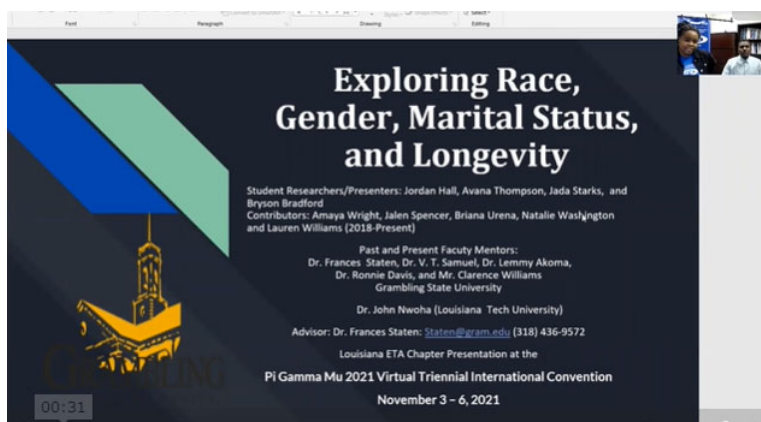 Font
Paragraph
Drawing
Editing
Exploring Race,
Gender, Marital Status,
and Longevity
Student Researchers/Presenters: Jordan Hall, Avana Thompson, Jada Starks, and
Bryson Bradford
Contributors: Amaya Wright, Jalen Spencer, Briana Urena, Natalie Washington
and Lauren Williams (2018-Present)
Past and Present Facuty Mentors:
Dr. Frances Staten, Dr. V. T. Samuel, Dr. Lemmy Akoma,
Dr. Ronnie Davis, and Mr. Clarence Williams
Grambling State University
Dr. John Nwoha (Louisiana Tech University)
Advisor: Dr. Frances Staten: Staten@gram.edu (318) 436-9572
Louisiana ETA Chapter Presentation at the
Pi Gamma Mu 2021 Virtual Triennial International Convention
November 3 – 6, 2021
GRAMBLING
00:31